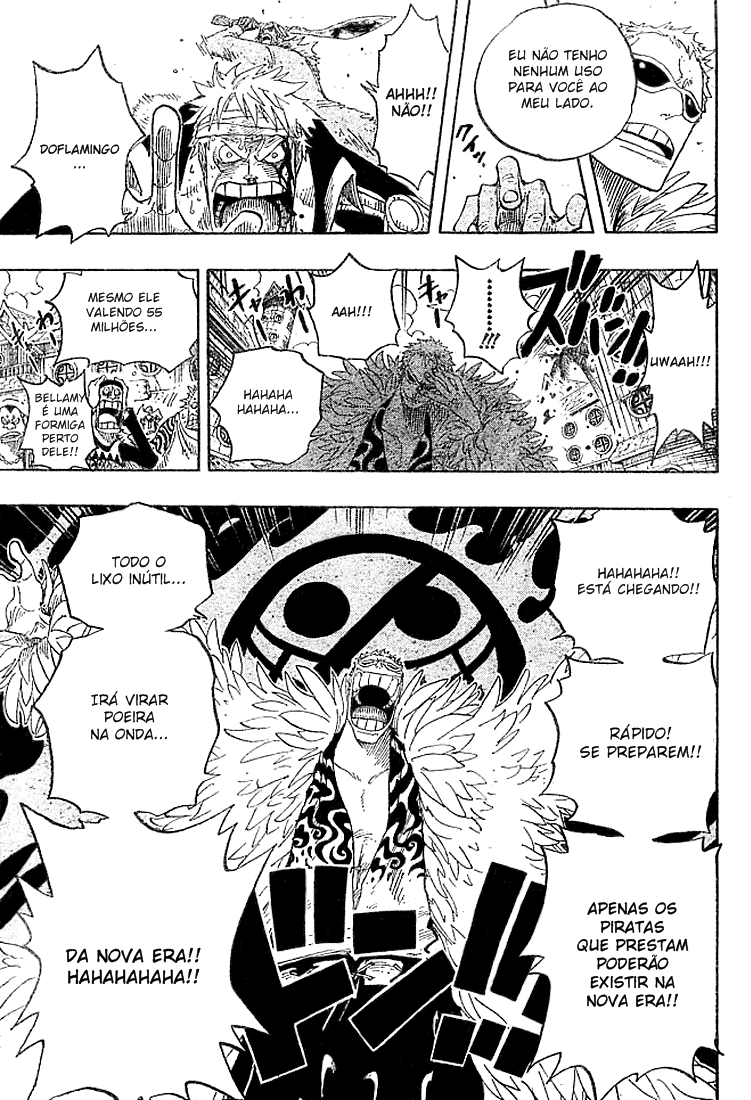 EU NÃO TENHO
NENHUM USO
PARA VOCÊ AO
MEU LADO.
AHHH!!
NÃO!!
DOFLAMINGO
...
UWAAH!!!
.........!!!
AAH!!!
HAHAHA
HAHAHA...
MESMO ELE
VALENDO 55
MILHÕES...
BELLAMY
É UMA
FORMIGA
PERTO
DELE!!
HAHAHAHA!!
ESTÁ CHEGANDO!!
RÁPIDO!
SE PREPAREM!!
APENAS OS
PIRATAS
QUE PRESTAM
PODERÃO
EXISTIR NA
NOVA ERA!!
TODO O
LIXO INÚTIL...
IRÁ VIRAR
POEIRA
NA ONDA...
DA NOVA ERA!!
HAHAHAHAHA!!